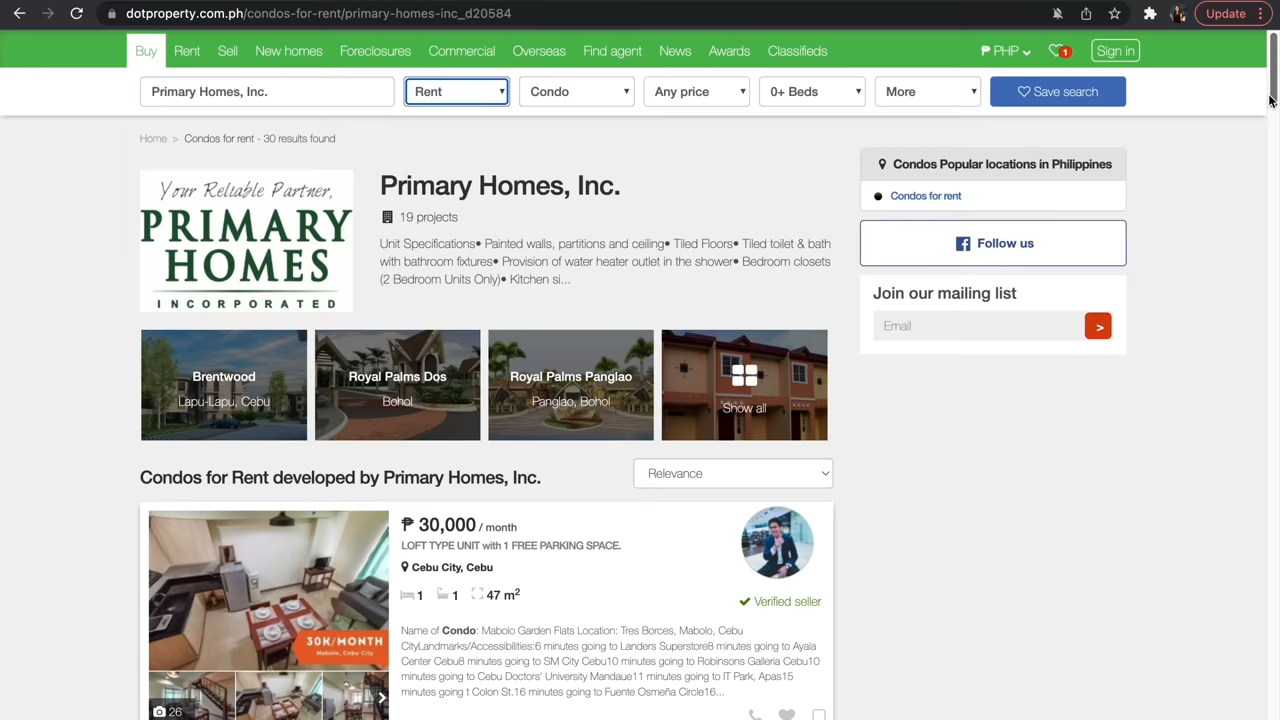 dotproperty.com.ph/condos-for-rent/primary-homes-inc_d20584
Update
Buy Rent Sell New homes Foreclosures Commercial Overseas Find agent News Awards Classifieds ₱ PHP 1 Sign in
Primary Homes, Inc. Rent Condo Any price 0+ Beds More Save search
Home > Condos for rent - 30 results found
Your Reliable Partner,
PRIMARY
HOMES
INCORPORATED
Primary Homes, Inc.
19 projects
Unit Specifications• Painted walls, partitions and ceiling• Tiled Floors• Tiled toilet & bath
with bathroom fixtures• Provision of water heater outlet in the shower• Bedroom closets
(2 Bedroom Units Only)• Kitchen si...
Condos Popular locations in Philippines
Condos for rent
Follow us
Join our mailing list
Email >
Brentwood
Lapu-Lapu, Cebu
Royal Palms Dos
Bohol
Royal Palms Panglao
Panglao, Bohol
Show all
Condos for Rent developed by Primary Homes, Inc.
Relevance
30K/MONTH
Mabolo, Cebu City
26
₱ 30,000 / month
LOFT TYPE UNIT with 1 FREE PARKING SPACE.
Cebu City, Cebu
1 1 47 m²
Verified seller
Name of Condo: Mabolo Garden Flats Location: Tres Borces, Mabolo, Cebu
CityLandmarks/Accessibilities:6 minutes going to Landers Superstore8 minutes going to Ayala
Center Cebu8 minutes going to SM City Cebu10 minutes going to Robinsons Galleria Cebu10
minutes going to Cebu Doctors' University Mandaue11 minutes going to IT Park, Apas15
minutes going t Colon St.16 minutes going to Fuente Osmeña Circle16...